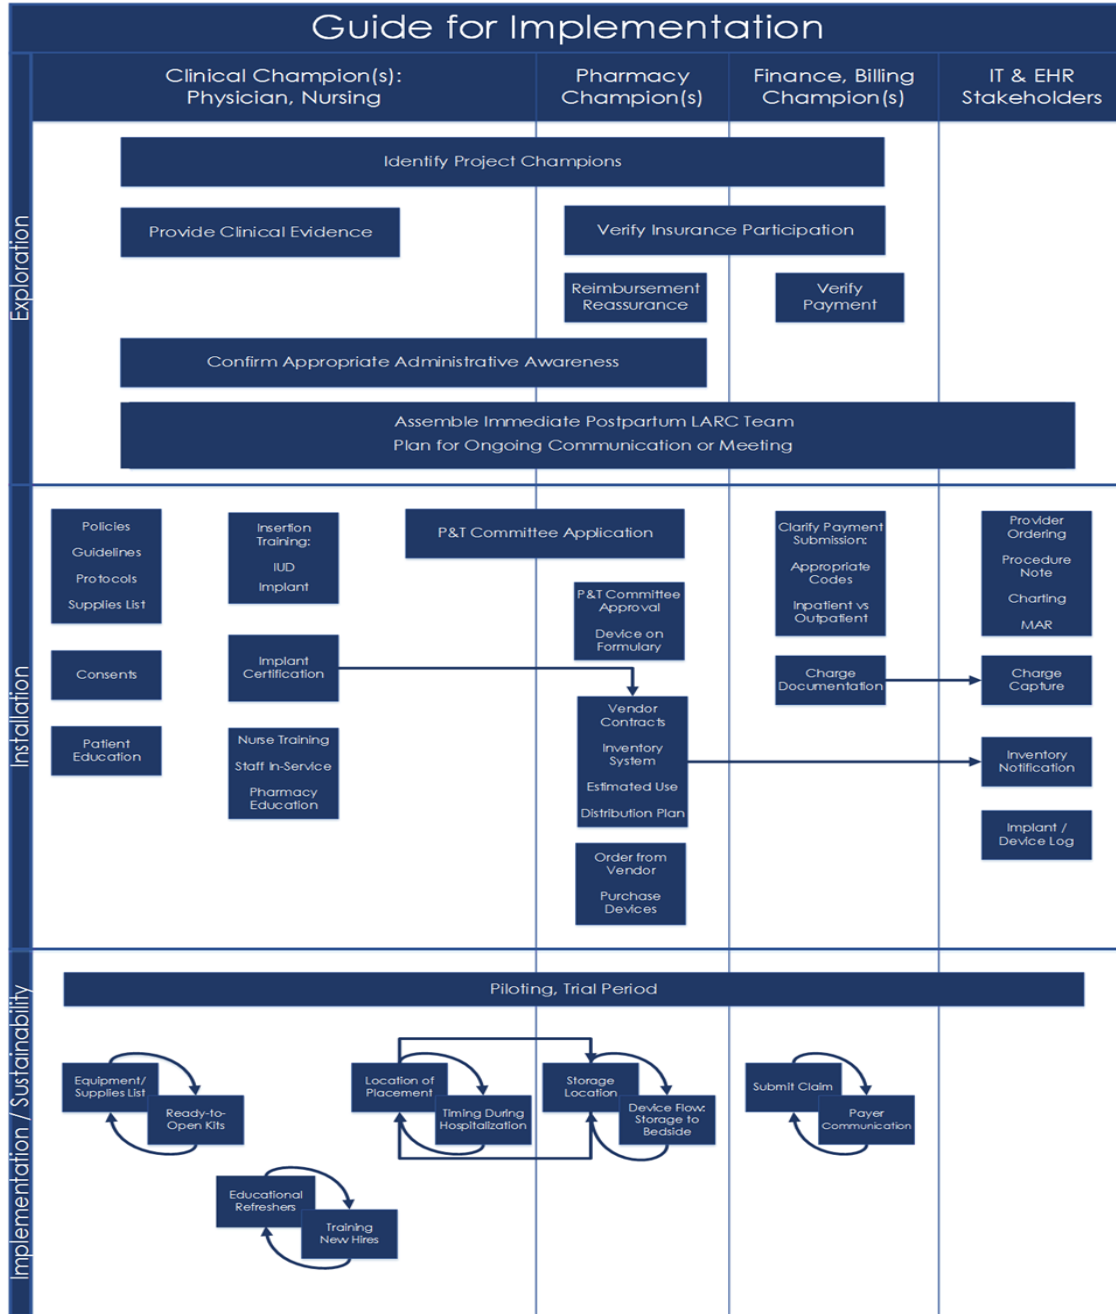 Guide for Implementation
Clinical Champion(s):
Physician, Nursing
Pharmacy
Champion(s)
Finance, Billing
Champion(s)
IT & EHR
Stakeholders
Exploration
Identify Project Champions
Provide Clinical Evidence
Verify Insurance Participation
Reimbursement
Reassurance
Verify
Payment
Confirm Appropriate Administrative Awareness
Assemble Immediate Postpartum LARC Team
Plan for Ongoing Communication or Meeting
Installation
Policies
Guidelines
Protocols
Supplies List
Consents
Patient
Education
Insertion
Training:
IUD
Implant
Implant
Certification
Nurse Training
Staff In-Service
Pharmacy
Education
P&T Committee Application
P&T Committee
Approval
Device on
Formulary
Vendor
Contracts
Inventory
System
Estimated Use
Distribution Plan
Order from
Vendor
Purchase
Devices
Clarify Payment
Submission:
Appropriate
Codes
Inpatient vs
Outpatient
Charge
Documentation
Provider
Ordering
Procedure
Note
Charting
MAR
Charge
Capture
Inventory
Notification
Implant /
Device Log
Implementation / Sustainability
Piloting, Trial Period
Equipment/
Supplies List
Ready-to-
Open Kits
Educational
Refreshers
Training
New Hires
Location of
Placement
Timing During
Hospitalization
Storage
Location
Device Flow:
Storage to
Bedside
Submit Claim
Payer
Communication